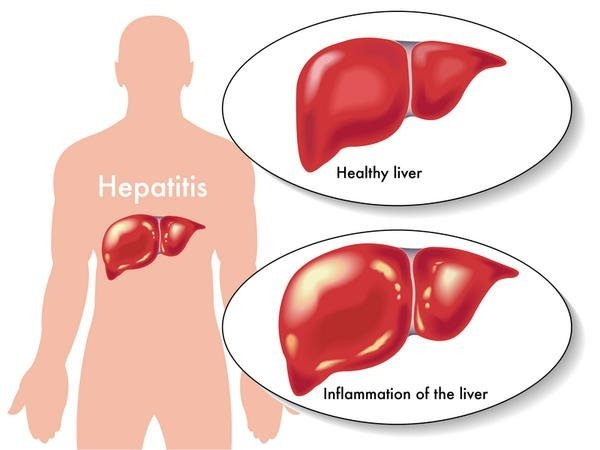 Hepatitis
Healthy liver
Inflammation of the liver